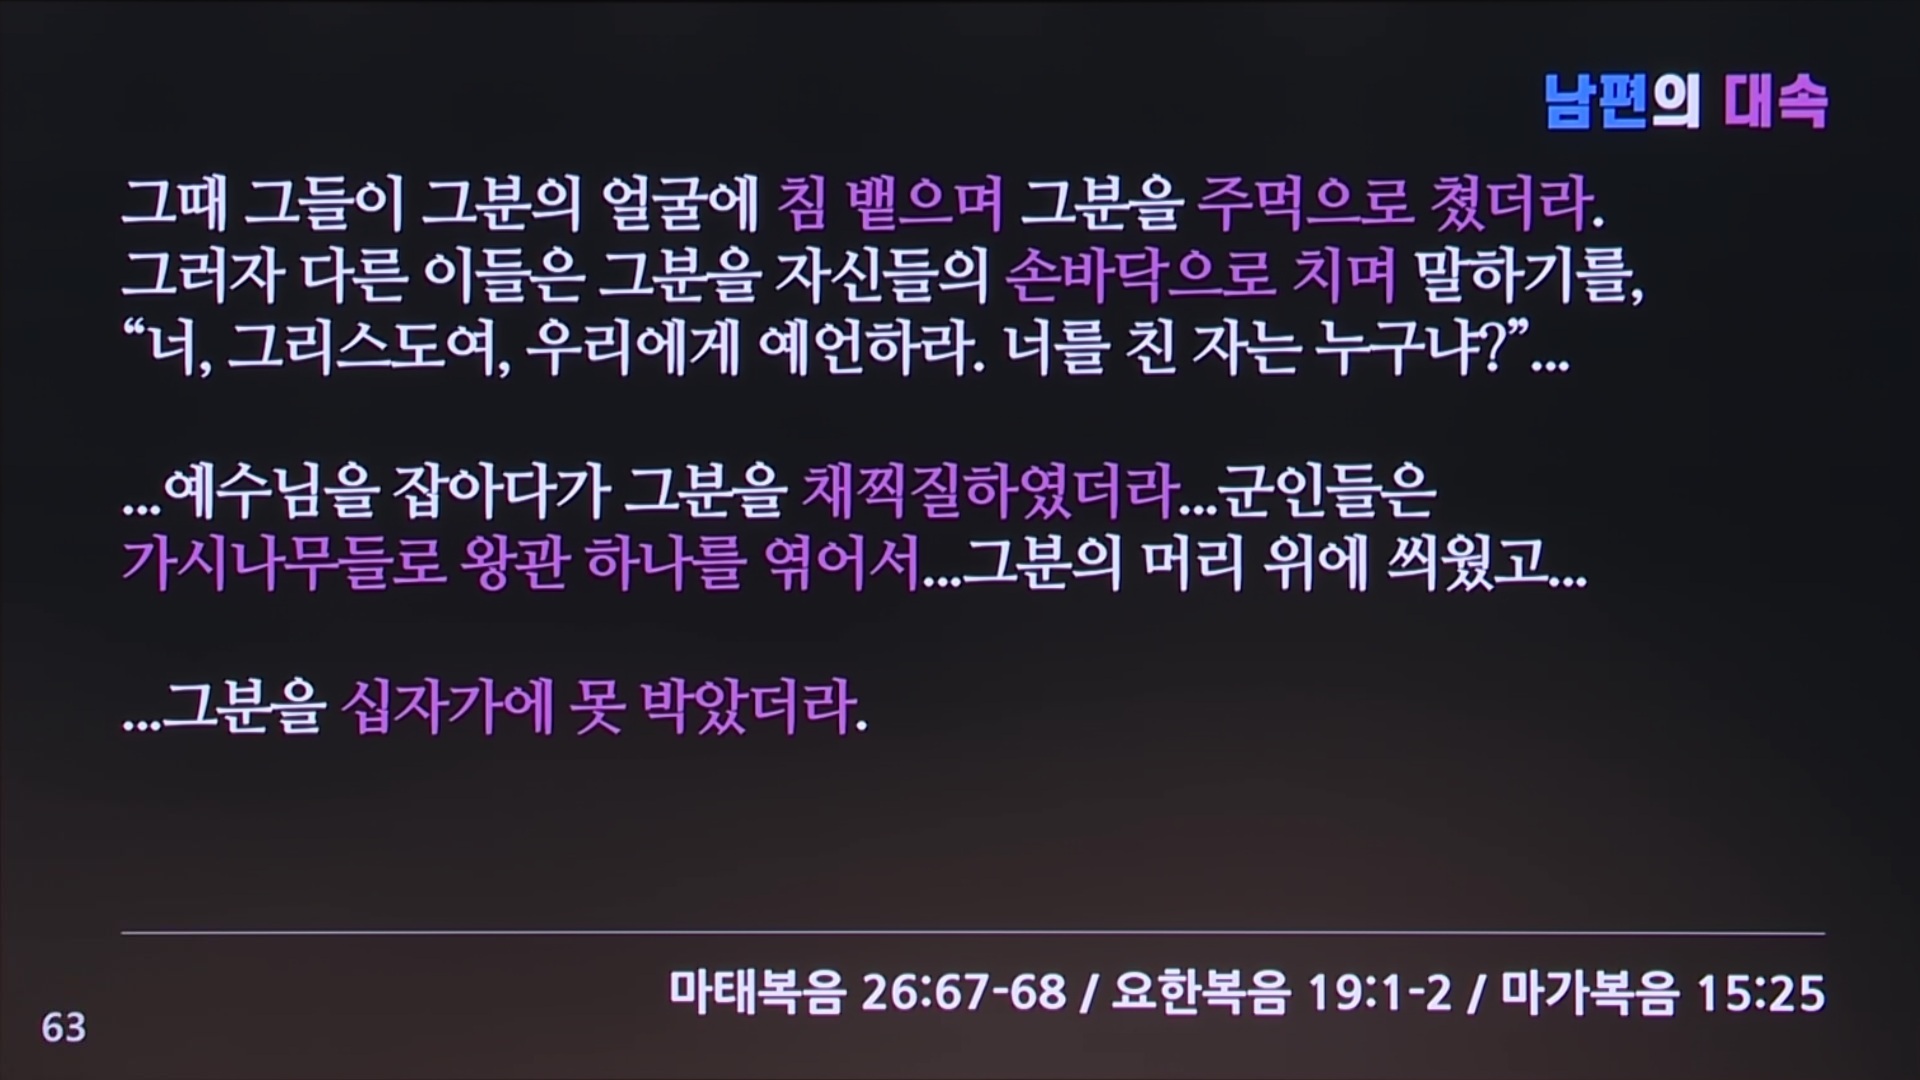 남편의 대속
그때 그들이 그분의 얼굴에 침 뱉으며 그분을 주먹으로 쳤더라.
그러자 다른 이들은 그분을 자신들의 손바닥으로 치며 말하기를,
“너, 그리스도여, 우리에게 예언하라. 너를 친 자는 누구냐?”...
...예수님을 잡아다가 그분을 채찍질하였더라...군인들은
가시나무들로 왕관 하나를 엮어서...그분의 머리 위에 씌웠고...
...그분을 십자가에 못 박았더라.
마태복음 26:67-68 / 요한복음 19:1-2 / 마가복음 15:25
63